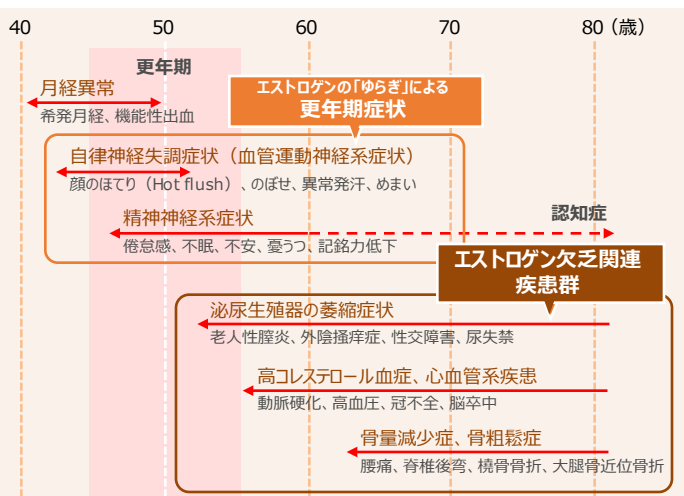 40 50 60 70 80（歳）
更年期
月経異常
希発月経、機能性出血
エストロゲンの「ゆらぎ」による
更年期症状
自律神経失調症状（血管運動神経系症状）
顔のほてり（Hot flush）、のぼせ、異常発汗、めまい
精神神経系症状
倦怠感、不眠、不安、憂うつ、記銘力低下
認知症
エストロゲン欠乏関連
疾患群
泌尿生殖器の萎縮症状
老人性膣炎、外陰掻痒症、性交障害、尿失禁
高コレステロール血症、心血管系疾患
動脈硬化、高血圧、冠不全、脳卒中
骨量減少症、骨粗鬆症
腰痛、脊椎後弯、橈骨骨折、大腿骨近位骨折